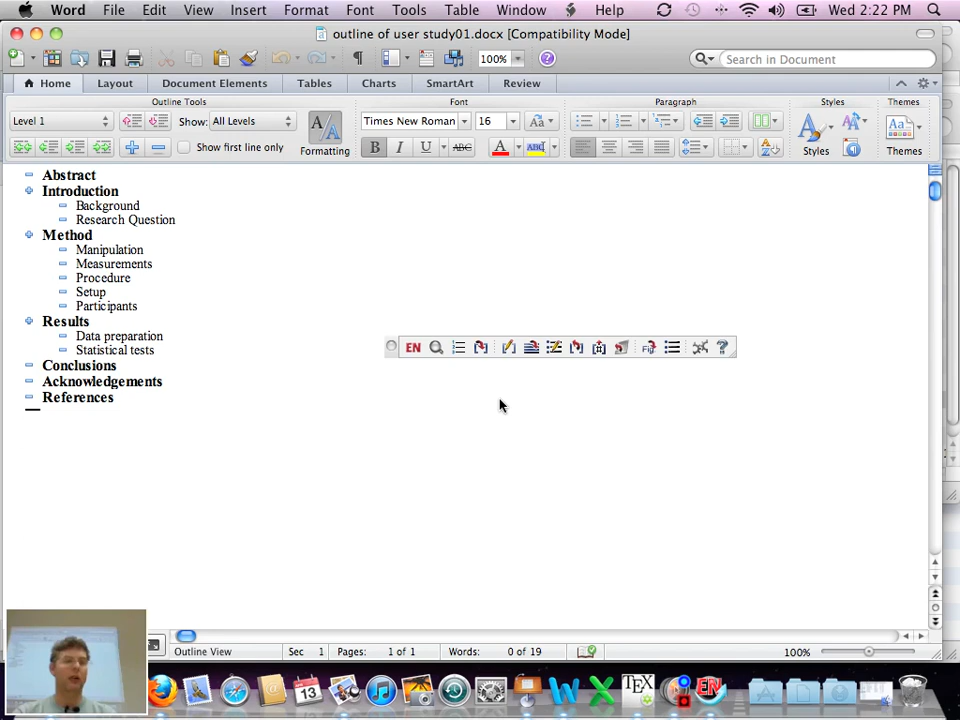 Word File Edit View Insert Format Font Tools Table Window Help Wed 2:22 PM
outline of user study01.docx [Compatibility Mode]
100% Search in Document
Home Layout Document Elements Tables Charts SmartArt Review
Outline Tools Font Paragraph Styles Themes
Level 1 Show: All Levels Times New Roman 16 Aa
Show first line only Formatting B I U ABC A ABC Styles Themes
Abstract
Introduction
Background
Research Question
Method
Manipulation
Measurements
Procedure
Setup
Participants
Results
Data preparation
Statistical tests
EN
Conclusions
Acknowledgements
References
Outline View Sec 1 Pages: 1 of 1 Words: 0 of 19 100%
13 TEX EN